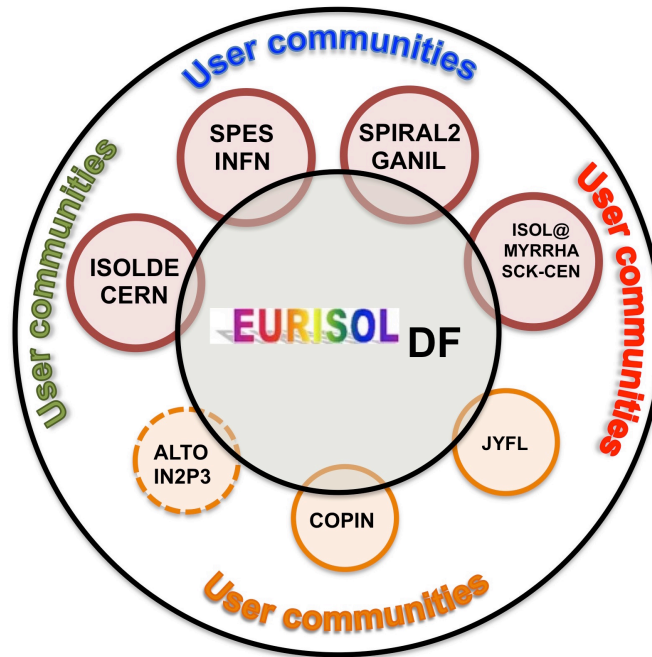 User communities
SPES
INFN
SPIRAL2
GANIL
User communities
User communities
ISOL@
MYRRHA
SCK-CEN
ISOLDE
CERN
EURISOL DF
ALTO
IN2P3
JYFL
COPIN
User communities